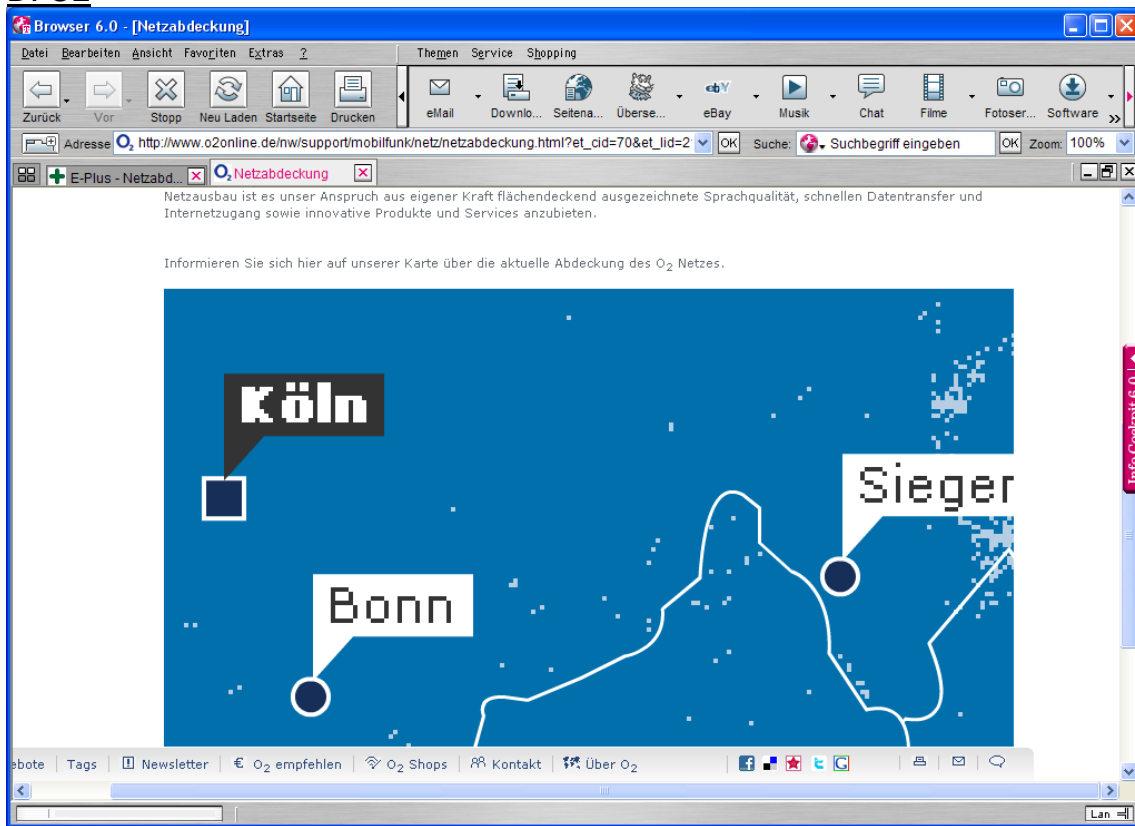 Browser 6.0 - [Netzabdeckung]
Datei Bearbeiten Ansicht Favoriten Extras ? Themen Service Shopping
Zurück Vor Stopp Neu Laden Startseite Drucken eMail Downlo... Seitena... Überse... eBay Musik Chat Filme Fotoser... Software »
Adresse http://www.o2online.de/nw/support/mobilfunk/netz/netzabdeckung.html?et_cid=70&et_lid=2 OK Suche: Suchbegriff eingeben OK Zoom: 100%
E-Plus - Netzabd... O2 Netzabdeckung
Netzausbau ist es unser Anspruch aus eigener Kraft flächendeckend ausgezeichnete Sprachqualität, schnellen Datentransfer und
Internetzugang sowie innovative Produkte und Services anzubieten.
Informieren Sie sich hier auf unserer Karte über die aktuelle Abdeckung des O2 Netzes.
Köln
Siegen
Bonn
Info Cockpit 6.0
ebote | Tags | Newsletter | € O2 empfehlen | O2 Shops | Kontakt | Über O2
Lan